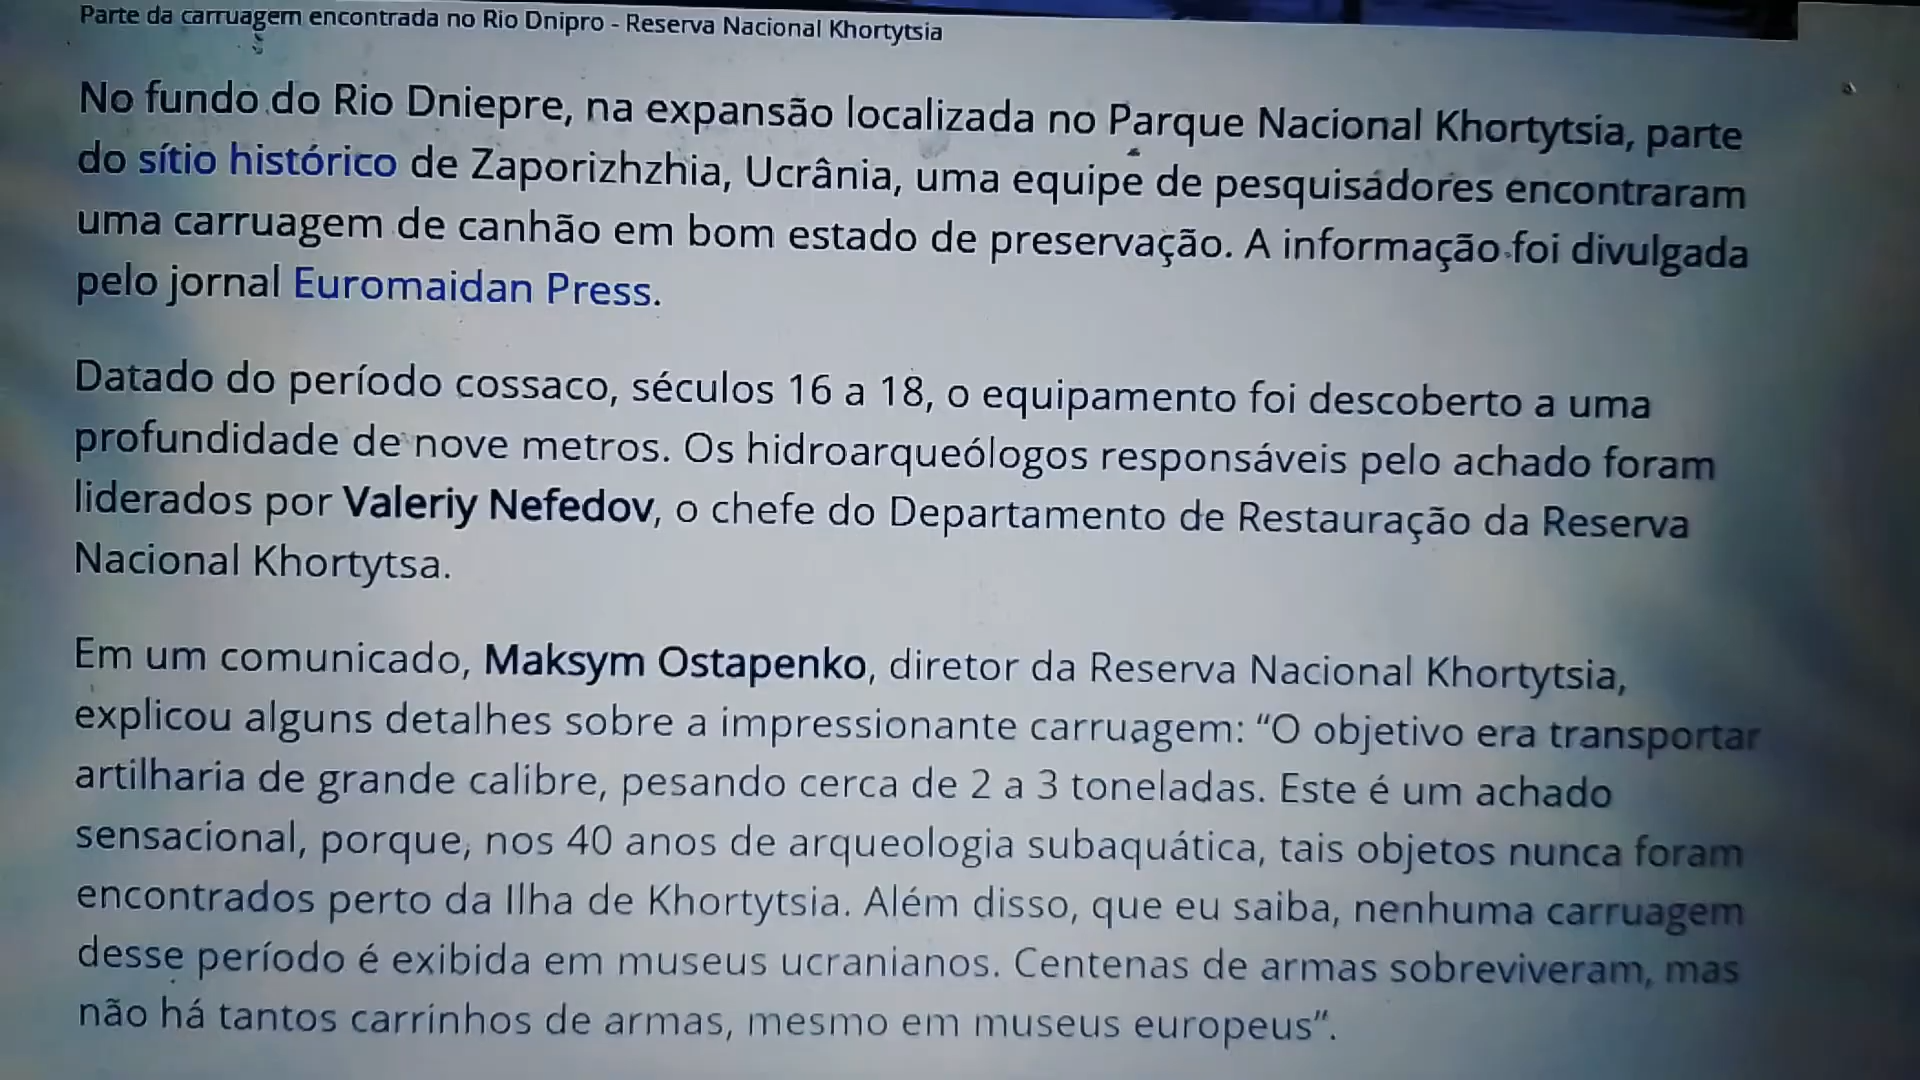 Parte da carruagem encontrada no Rio Dnipro - Reserva Nacional Khortytsia
No fundo do Rio Dniepre, na expansão localizada no Parque Nacional Khortytsia, parte
do sítio histórico de Zaporizhzhia, Ucrânia, uma equipe de pesquisadores encontraram
uma carruagem de canhão em bom estado de preservação. A informação foi divulgada
pelo jornal Euromaidan Press.
Datado do período cossaco, séculos 16 a 18, o equipamento foi descoberto a uma
profundidade de nove metros. Os hidroarqueólogos responsáveis pelo achado foram
liderados por Valeriy Nefedov, o chefe do Departamento de Restauração da Reserva
Nacional Khortytsa.
Em um comunicado, Maksym Ostapenko, diretor da Reserva Nacional Khortytsia,
explicou alguns detalhes sobre a impressionante carruagem: “O objetivo era transportar
artilharia de grande calibre, pesando cerca de 2 a 3 toneladas. Este é um achado
sensacional, porque, nos 40 anos de arqueologia subaquática, tais objetos nunca foram
encontrados perto da Ilha de Khortytsia. Além disso, que eu saiba, nenhuma carruagem
desse período é exibida em museus ucranianos. Centenas de armas sobreviveram, mas
não há tantos carrinhos de armas, mesmo em museus europeus”.